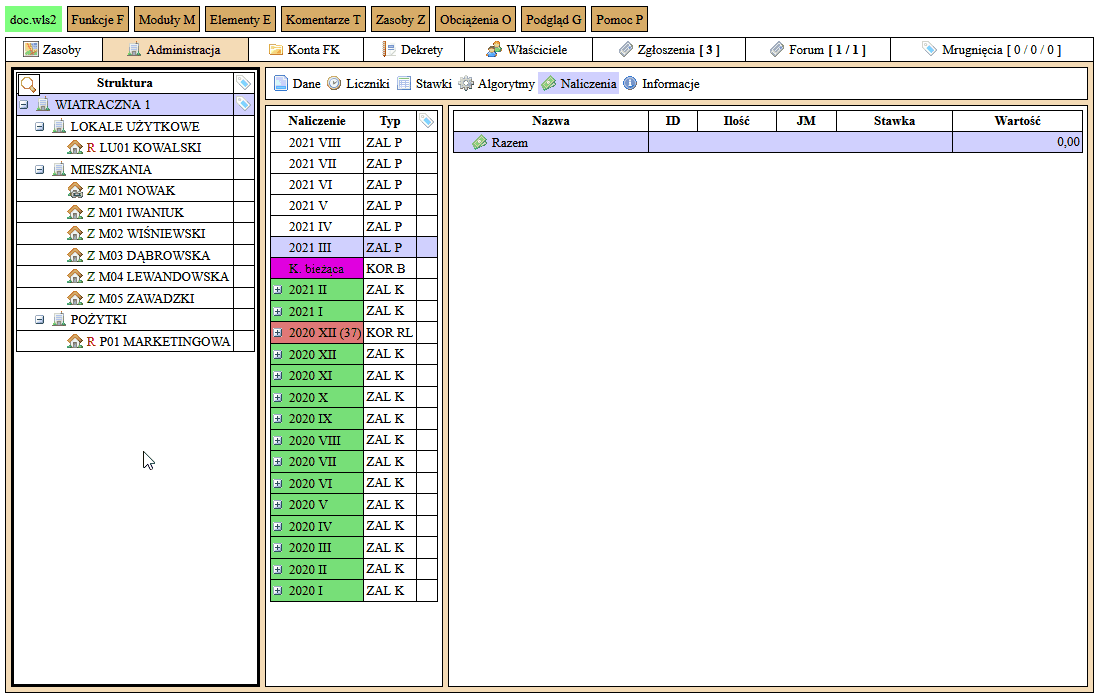 doc.wls2 Funkcje F Moduły M Elementy E Komentarze T Zasoby Z Obciążenia O Podgląd G Pomoc P
Zasoby Administracja Konta FK Dekrety Właściciele Zgłoszenia [ 3 ] Forum [ 1 / 1 ] Mrugnięcia [ 0 / 0 / 0 ]
Struktura
WIATRACZNA 1
LOKALE UŻYTKOWE
R LU01 KOWALSKI
MIESZKANIA
Z M01 NOWAK
Z M01 IWANIUK
Z M02 WIŚNIEWSKI
Z M03 DĄBROWSKA
Z M04 LEWANDOWSKA
Z M05 ZAWADZKI
POŻYTKI
R P01 MARKETINGOWA
Dane Liczniki Stawki Algorytmy Naliczenia Informacje
Naliczenie Typ
2021 VIII ZAL P
2021 VII ZAL P
2021 VI ZAL P
2021 V ZAL P
2021 IV ZAL P
2021 III ZAL P
K. bieżąca KOR B
2021 II ZAL K
2021 I ZAL K
2020 XII (37) KOR RL
2020 XII ZAL K
2020 XI ZAL K
2020 X ZAL K
2020 IX ZAL K
2020 VIII ZAL K
2020 VII ZAL K
2020 VI ZAL K
2020 V ZAL K
2020 IV ZAL K
2020 III ZAL K
2020 II ZAL K
2020 I ZAL K
Nazwa ID Ilość JM Stawka Wartość
Razem 0,00